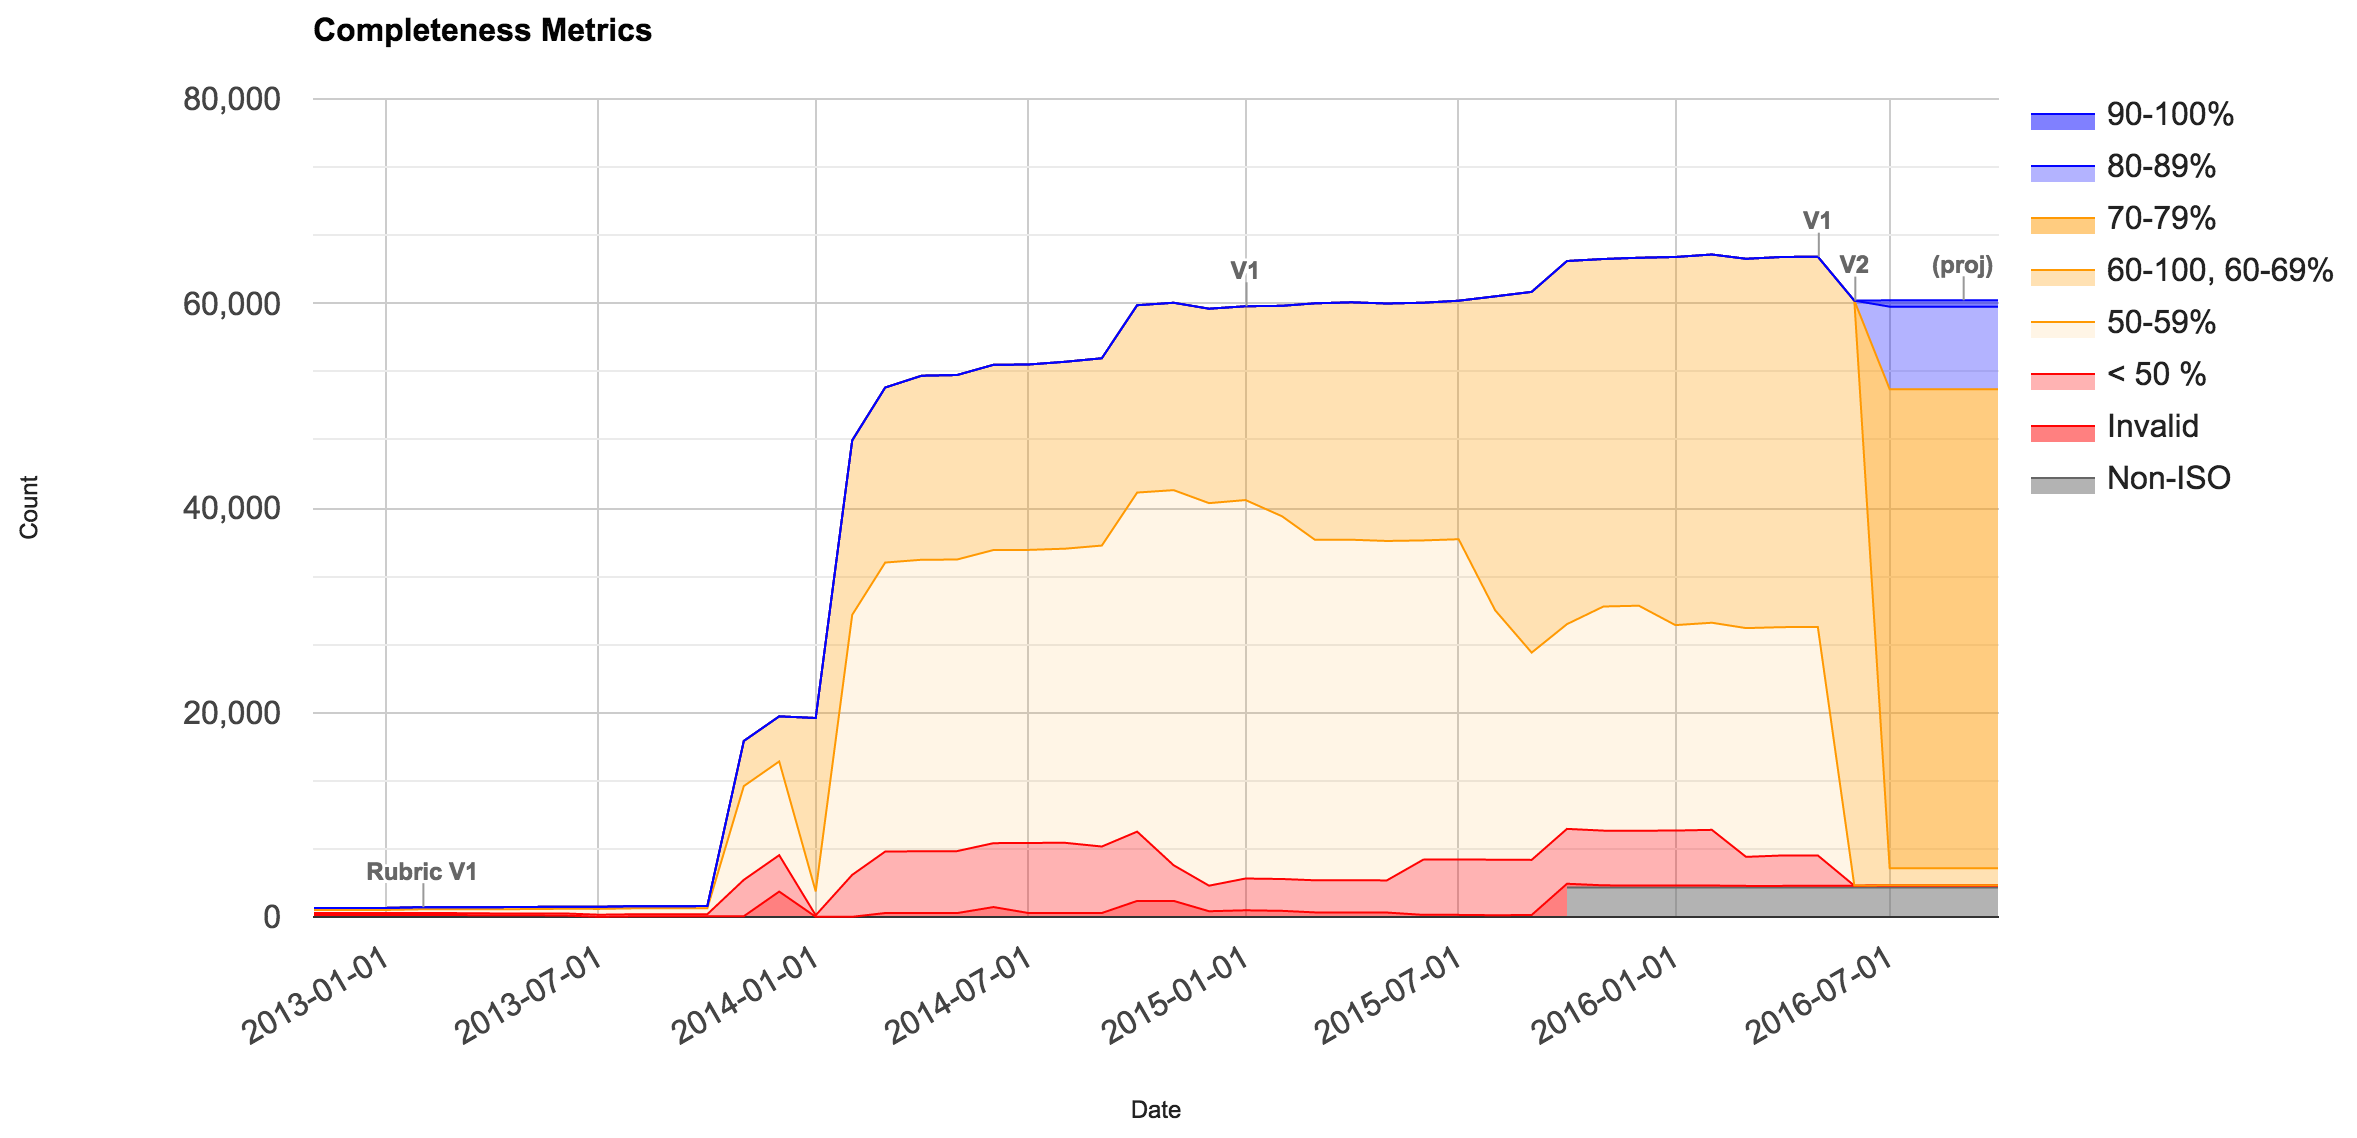 Completeness Metrics
80,000
60,000
40,000
20,000
0
Count
Rubric V1
V1
V1
V2
(proj)
90-100%
80-89%
70-79%
60-100, 60-69%
50-59%
< 50 %
Invalid
Non-ISO
2013-01-01
2013-07-01
2014-01-01
2014-07-01
2015-01-01
2015-07-01
2016-01-01
2016-07-01
Date